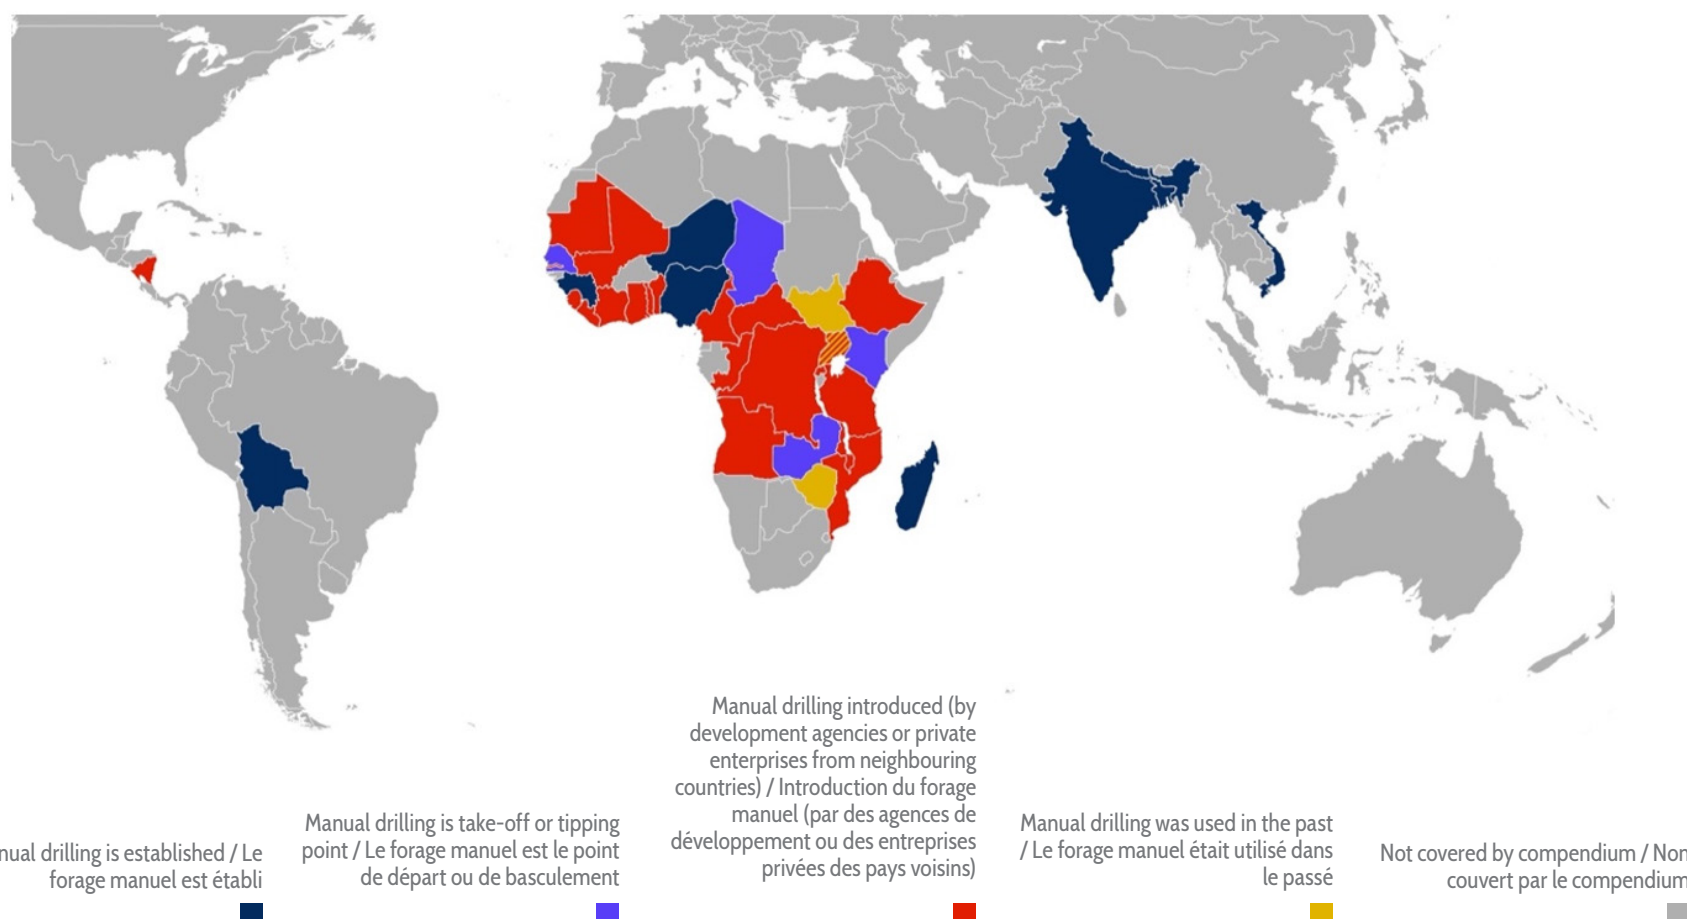 nual drilling is established / Le
forage manuel est établi
Manual drilling is take-off or tipping
point / Le forage manuel est le point
de départ ou de basculement
Manual drilling introduced (by
development agencies or private
enterprises from neighbouring
countries) / Introduction du forage
manuel (par des agences de
développement ou des entreprises
privées des pays voisins)
Manual drilling was used in the past
/ Le forage manuel était utilisé dans
le passé
Not covered by compendium / Non
couvert par le compendium